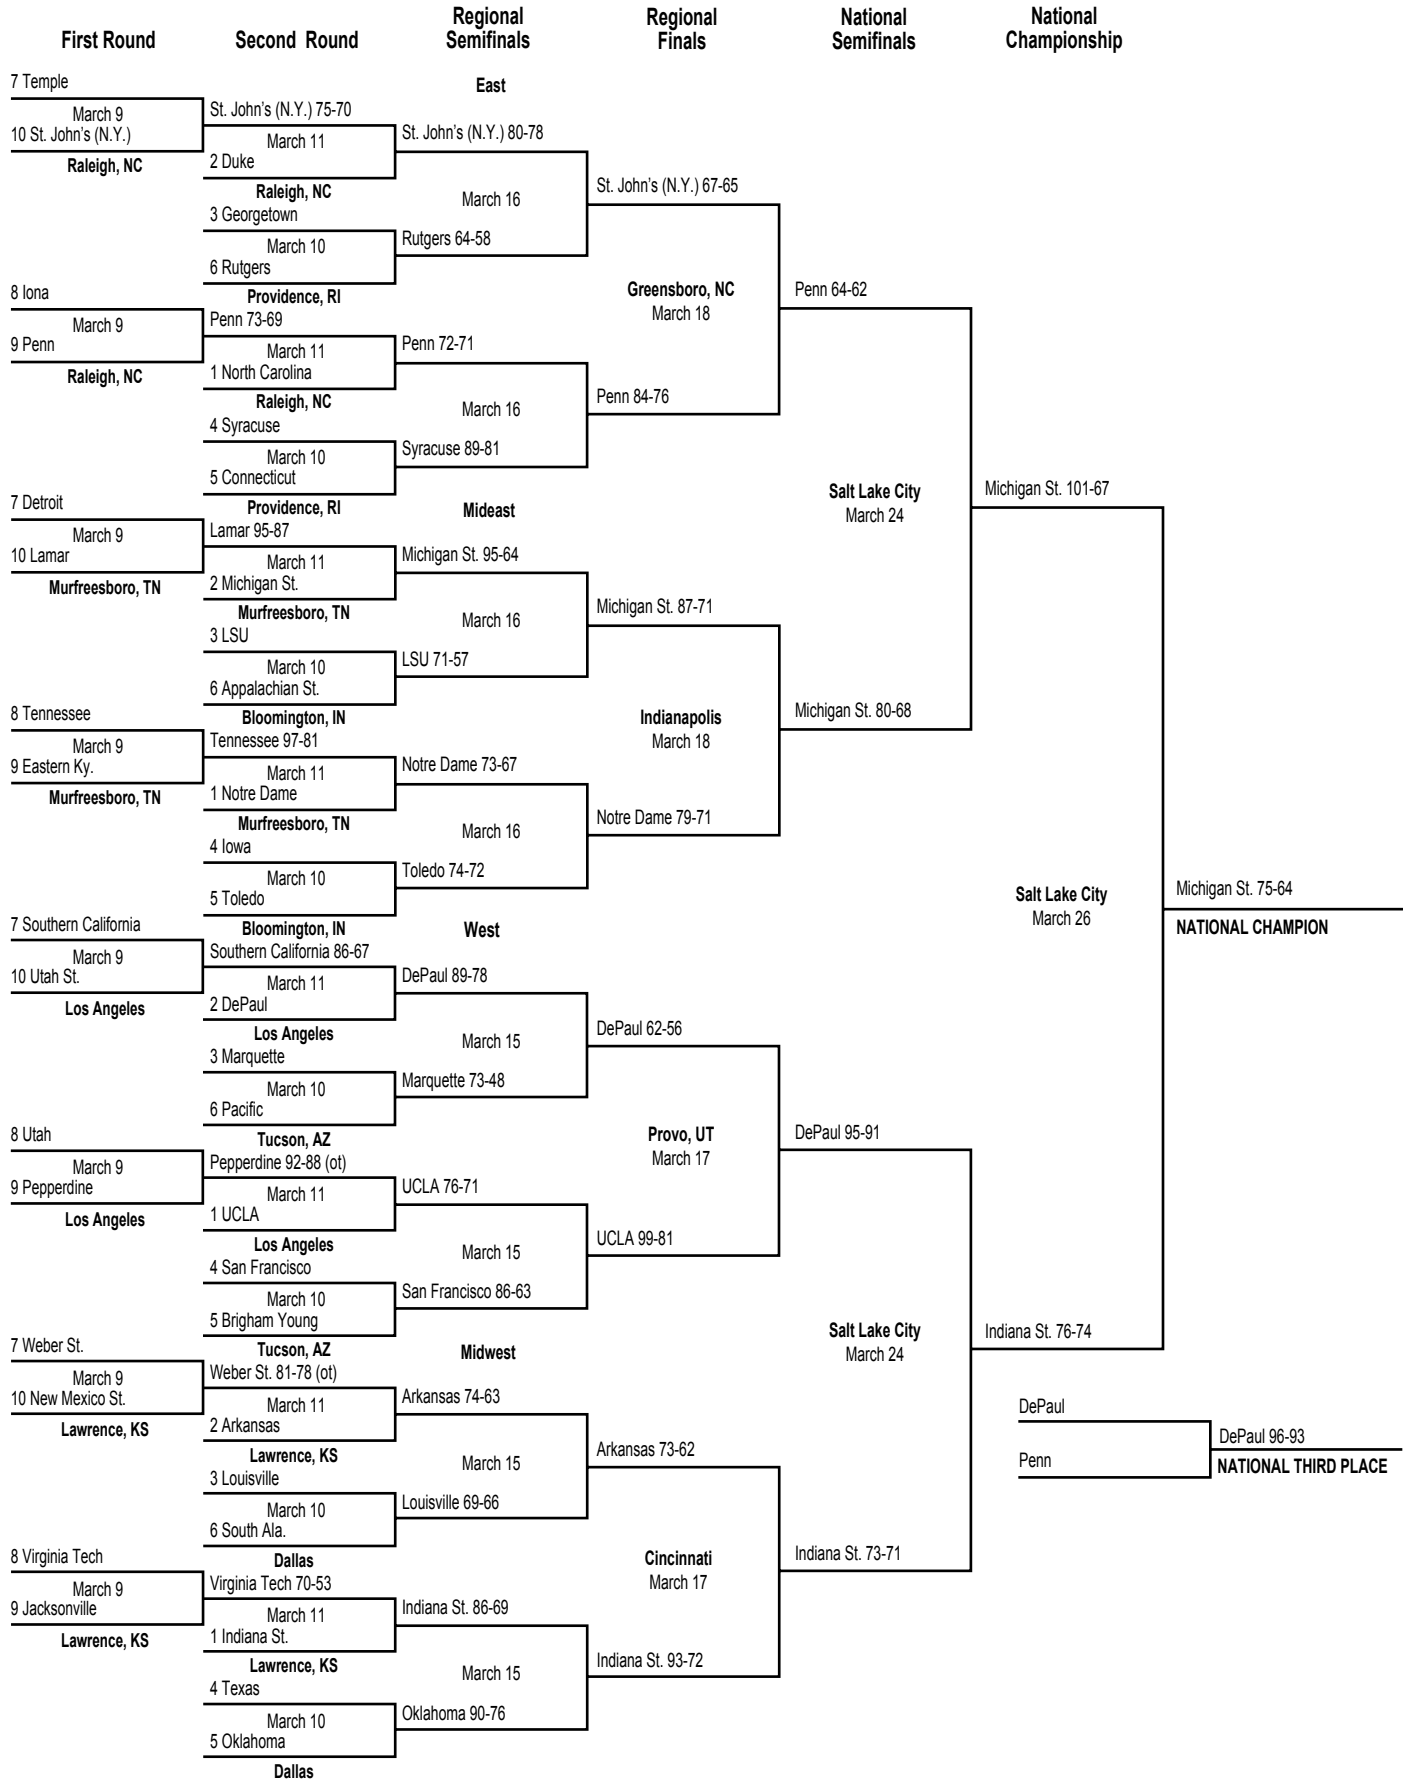 Regional
Semifinals
Regional
Finals
National
Semifinals
National
Championship
First Round
Second Round
7 Temple
East
March 9
St. John's (N.Y.) 75-70
10 St. John's (N.Y.)
March 11
St. John's (N.Y.) 80-78
Raleigh, NC
2 Duke
Raleigh, NC
March 16
St. John's (N.Y.) 67-65
3 Georgetown
March 10
Rutgers 64-58
6 Rutgers
Providence, RI
Greensboro, NC
March 18
Penn 64-62
8 Iona
March 9
Penn 73-69
9 Penn
March 11
Penn 72-71
Raleigh, NC
1 North Carolina
Raleigh, NC
March 16
Penn 84-76
4 Syracuse
March 10
Syracuse 89-81
5 Connecticut
Providence, RI
Salt Lake City
March 24
Michigan St. 101-67
7 Detroit
Mideast
March 9
Lamar 95-87
10 Lamar
March 11
Michigan St. 95-64
Murfreesboro, TN
2 Michigan St.
Murfreesboro, TN
March 16
Michigan St. 87-71
3 LSU
March 10
LSU 71-57
6 Appalachian St.
Bloomington, IN
Indianapolis
March 18
Michigan St. 80-68
8 Tennessee
March 9
Tennessee 97-81
9 Eastern Ky.
March 11
Notre Dame 73-67
Murfreesboro, TN
1 Notre Dame
Murfreesboro, TN
March 16
Notre Dame 79-71
4 Iowa
March 10
Toledo 74-72
5 Toledo
Bloomington, IN
Salt Lake City
March 26
Michigan St. 75-64
NATIONAL CHAMPION
7 Southern California
West
March 9
Southern California 86-67
10 Utah St.
March 11
DePaul 89-78
Los Angeles
2 DePaul
Los Angeles
March 15
DePaul 62-56
3 Marquette
March 10
Marquette 73-48
6 Pacific
Tucson, AZ
Provo, UT
March 17
DePaul 95-91
8 Utah
March 9
Pepperdine 92-88 (ot)
9 Pepperdine
March 11
UCLA 76-71
Los Angeles
1 UCLA
Los Angeles
March 15
UCLA 99-81
4 San Francisco
March 10
San Francisco 86-63
5 Brigham Young
Tucson, AZ
Salt Lake City
March 24
Indiana St. 76-74
7 Weber St.
Midwest
March 9
Weber St. 81-78 (ot)
10 New Mexico St.
March 11
Arkansas 74-63
Lawrence, KS
2 Arkansas
Lawrence, KS
March 15
Arkansas 73-62
3 Louisville
March 10
Louisville 69-66
6 South Ala.
Dallas
DePaul
Penn
DePaul 96-93
NATIONAL THIRD PLACE
Cincinnati
March 17
Indiana St. 73-71
8 Virginia Tech
March 9
Virginia Tech 70-53
9 Jacksonville
March 11
Indiana St. 86-69
Lawrence, KS
1 Indiana St.
Lawrence, KS
March 15
Indiana St. 93-72
4 Texas
March 10
Oklahoma 90-76
5 Oklahoma
Dallas